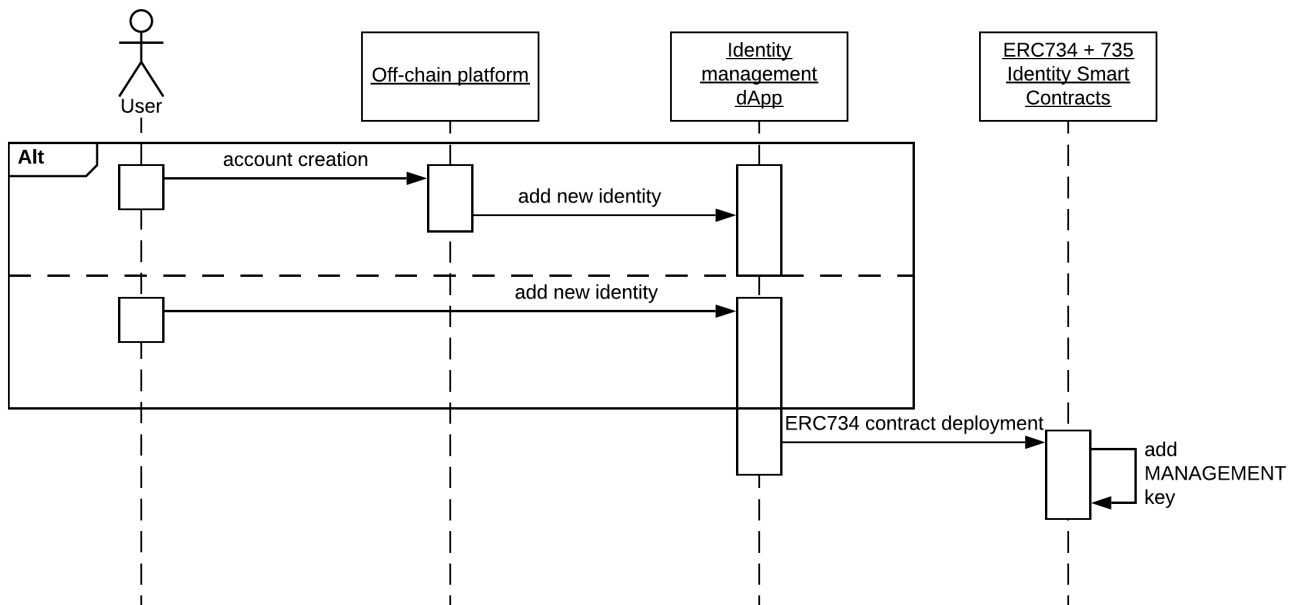 User
Off-chain platform
Identity
management
dApp
ERC734 + 735
Identity Smart
Contracts
Alt
account creation
add new identity
add new identity
ERC734 contract deployment
add
MANAGEMENT
key